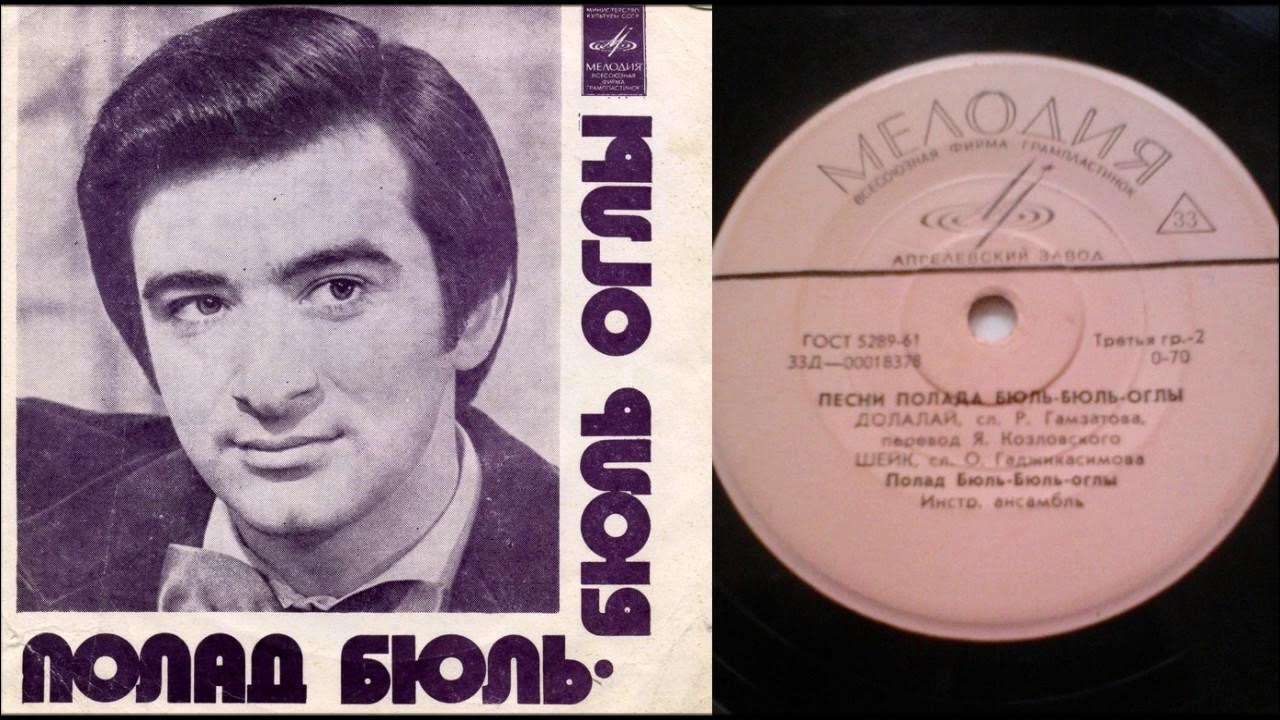 МИНИСТЕРСТВО
КУЛЬТУРЫ СССР
МЕЛОДИЯ
ВСЕСОЮЗНАЯ
ФИРМА
ГРАМПЛАСТИНОК
ПОЛАД БЮЛЬ-
БЮЛЬ ОГЛЫ
МЕЛОДИЯ
ВСЕСОЮЗНАЯ ФИРМА ГРАМПЛАСТИНОК
33
АПРЕЛЕВСКИЙ ЗАВОД
ГОСТ 5289-61
Третья гр.-2
33Д—00018378
0-70
ПЕСНИ ПОЛАДА БЮЛЬ-БЮЛЬ-ОГЛЫ
ДОЛАЛАЙ, сл. Р. Гамзатова,
перевод Я. Козловского
ШЕЙК, сл. О. Гаджикасимова
Полад Бюль-Бюль-оглы
Инстр. ансамбль